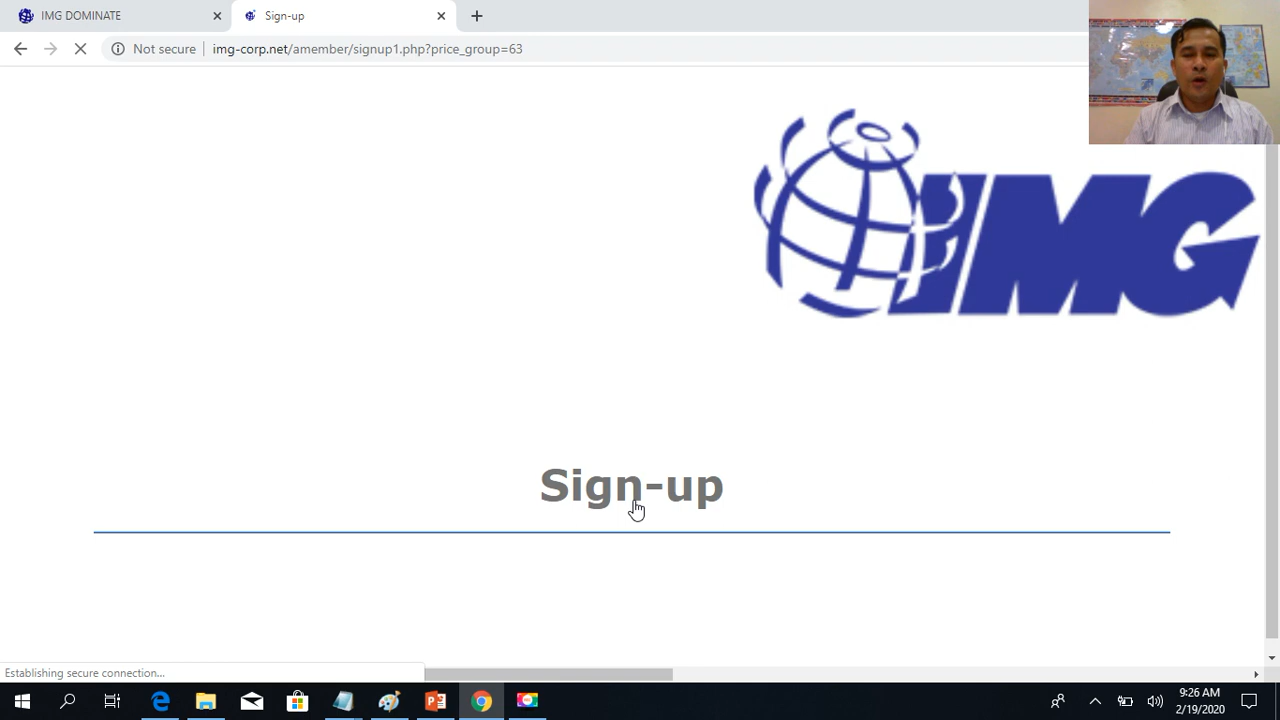 IMG DOMINATE
Sign-up
Not secure
img-corp.net/amember/signup1.php?price_group=63
IMG
Sign-up
Establishing secure connection...
9:26 AM
2/19/2020